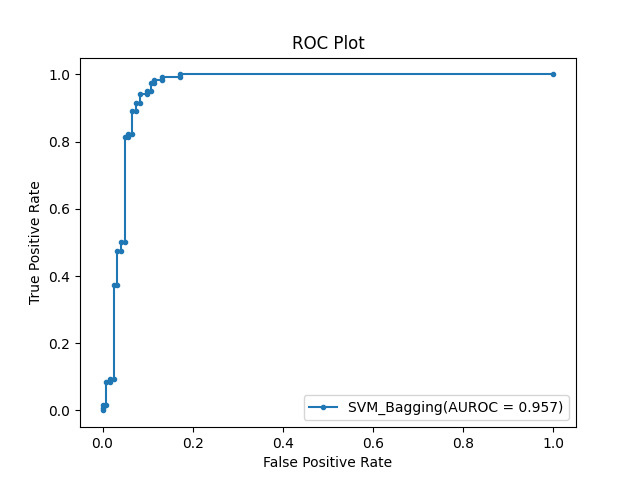 ROC Plot
True Positive Rate
1.0
0.8
0.6
0.4
0.2
0.0
SVM_Bagging(AUROC = 0.957)
0.0 0.2 0.4 0.6 0.8 1.0
False Positive Rate